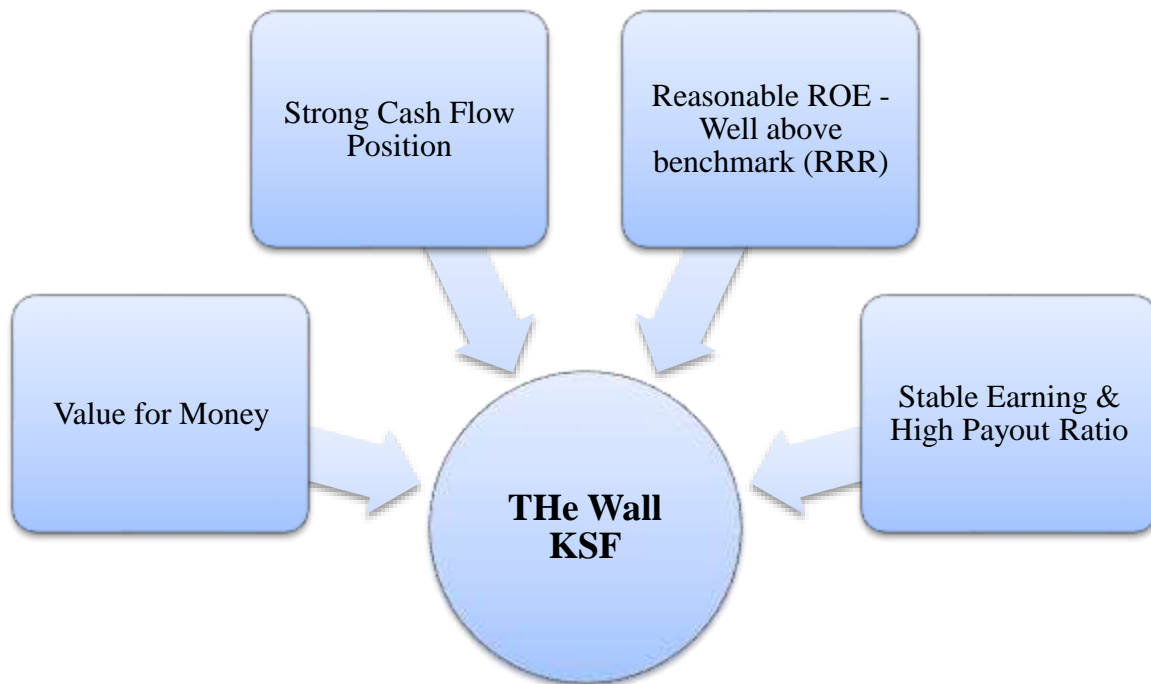 Strong Cash Flow
Position
Reasonable ROE -
Well above
benchmark (RRR)
Value for Money
Stable Earning &
High Payout Ratio
THe Wall
KSF